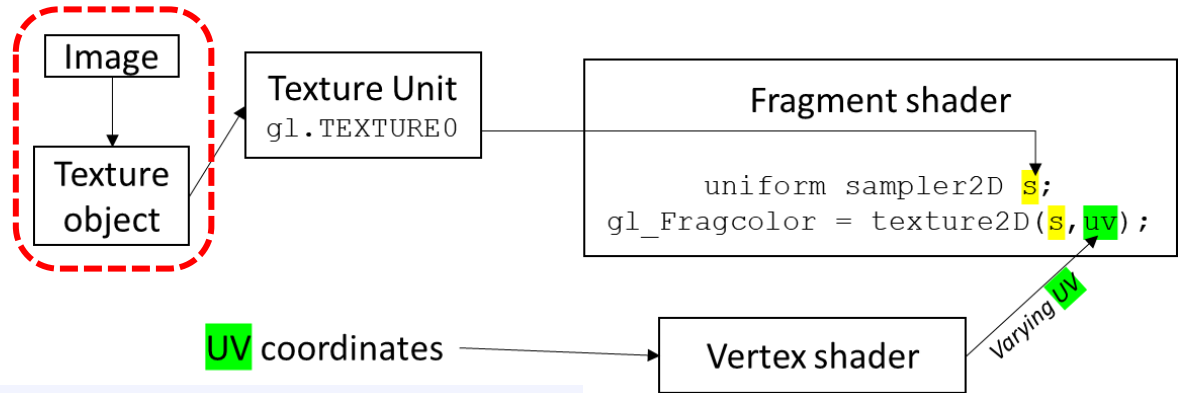 Image
Texture
object
Texture Unit
gl.TEXTURE0
Fragment shader
uniform sampler2D s;
gl_Fragcolor = texture2D(s,uv);
UV coordinates
Vertex shader
Varying UV